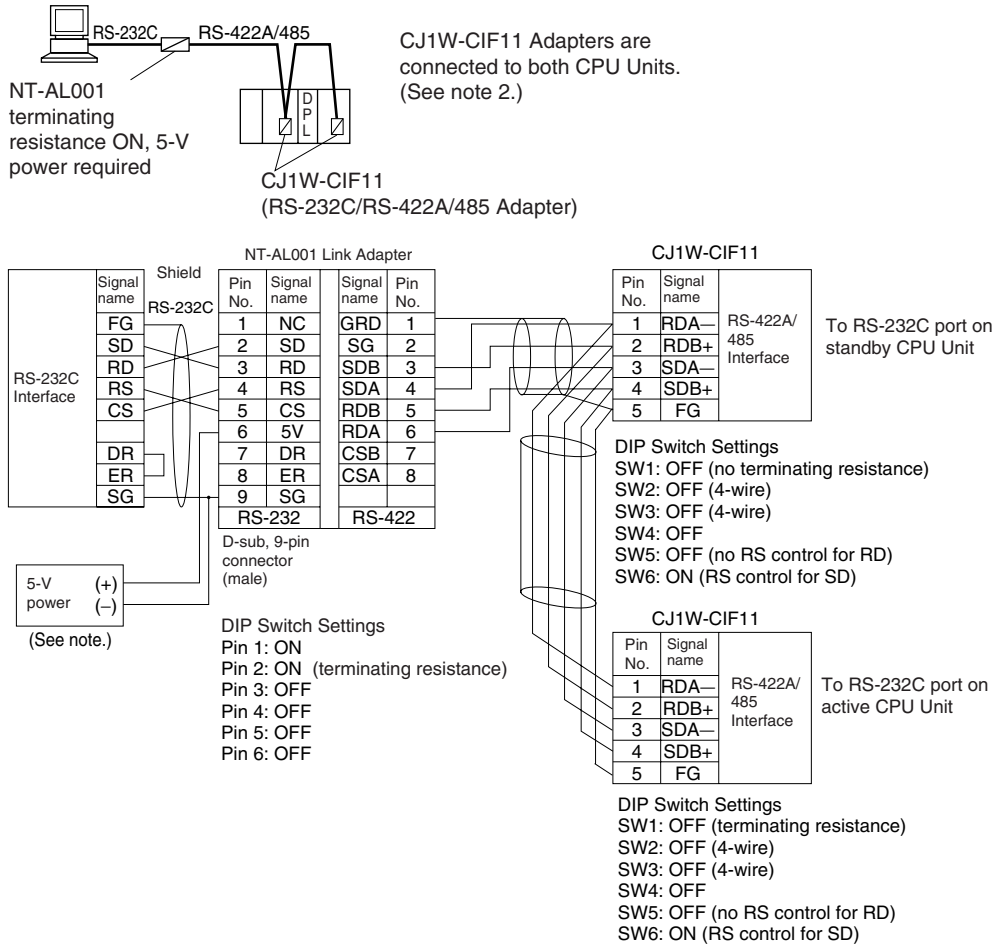 RS-232C
RS-422A/485
CJ1W-CIF11 Adapters are
connected to both CPU Units.
(See note 2.)
NT-AL001
terminating
resistance ON, 5-V
power required
D
P
L
CJ1W-CIF11
(RS-232C/RS-422A/485 Adapter)
NT-AL001 Link Adapter
CJ1W-CIF11
RS-232C
Interface
Signal
name
FG
SD
RD
RS
CS
DR
ER
SG
Shield
RS-232C
Pin
No.
Signal
name
Signal
name
Pin
No.
1 NC GRD 1
2 SD SG 2
3 RD SDB 3
4 RS SDA 4
5 CS RDB 5
6 5V RDA 6
7 DR CSB 7
8 ER CSA 8
9 SG
RS-232 RS-422
D-sub, 9-pin
connector
(male)
Pin
No.
Signal
name
1 RDA—
2 RDB+
3 SDA—
4 SDB+
5 FG
RS-422A/
485
Interface
To RS-232C port on
standby CPU Unit
DIP Switch Settings
SW1: OFF (no terminating resistance)
SW2: OFF (4-wire)
SW3: OFF (4-wire)
SW4: OFF
SW5: OFF (no RS control for RD)
SW6: ON (RS control for SD)
5-V
power
(+)
(–)
(See note.)
DIP Switch Settings
Pin 1: ON
Pin 2: ON (terminating resistance)
Pin 3: OFF
Pin 4: OFF
Pin 5: OFF
Pin 6: OFF
CJ1W-CIF11
Pin
No.
Signal
name
1 RDA—
2 RDB+
3 SDA—
4 SDB+
5 FG
RS-422A/
485
Interface
To RS-232C port on
active CPU Unit
DIP Switch Settings
SW1: OFF (terminating resistance)
SW2: OFF (4-wire)
SW3: OFF (4-wire)
SW4: OFF
SW5: OFF (no RS control for RD)
SW6: ON (RS control for SD)